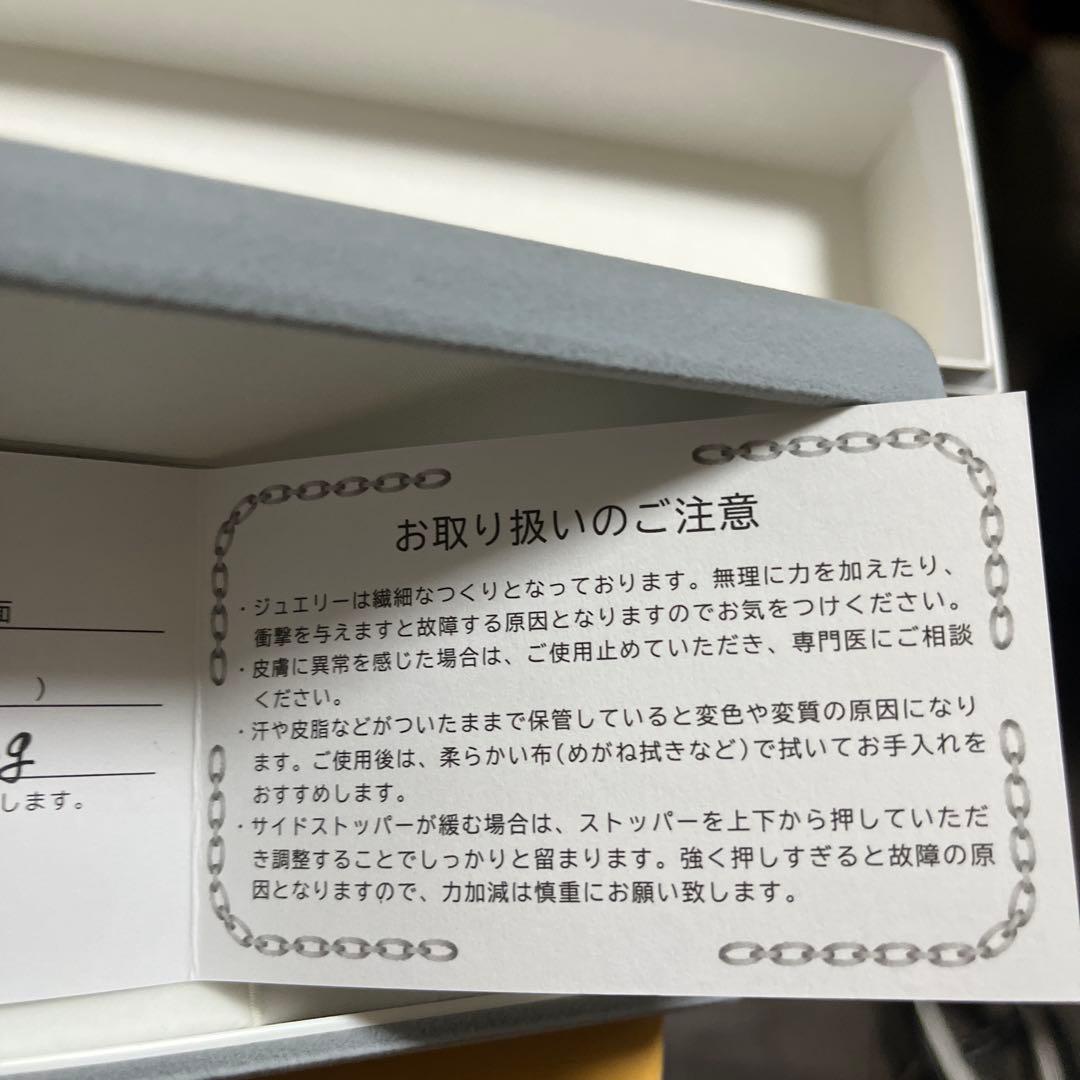 面
)
g
します。
お取り扱いのご注意
・ジュエリーは繊細なつくりとなっております。無理に力を加えたり、
衝撃を与えますと故障する原因となりますのでお気をつけください。
・皮膚に異常を感じた場合は、ご使用止めていただき、専門医にご相談
ください。
・汗や皮脂などがついたままで保管していると変色や変質の原因になり
ます。ご使用後は、柔らかい布(めがね拭きなど)で拭いてお手入れを
おすすめします。
・サイドストッパーが緩む場合は、ストッパーを上下から押していただ
き調整することでしっかりと留まります。強く押しすぎると故障の原
因となりますので、力加減は慎重にお願い致します。